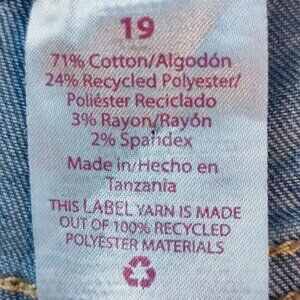 19
71% Cotton/Algodón
24% Recycled Polyester/
Poliéster Reciclado
3% Rayon/Rayón
2% Spandex
Made in/Hecho en
Tanzania
THIS LABEL YARN IS MADE
OUT OF 100% RECYCLED
POLYESTER MATERIALS